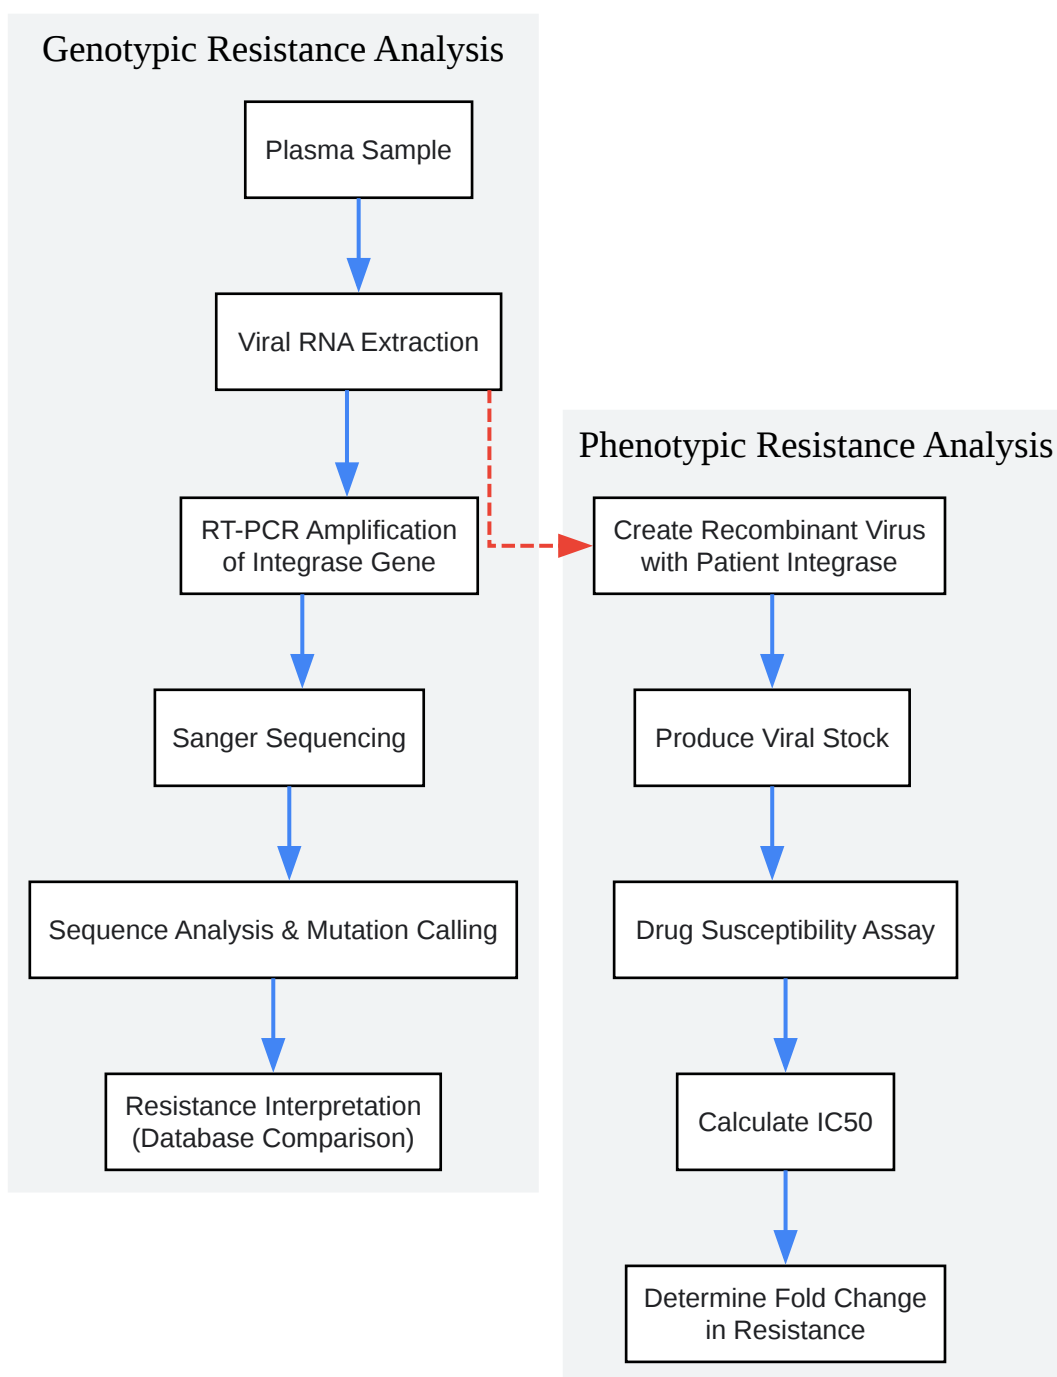 Genotypic Resistance Analysis
Plasma Sample
Viral RNA Extraction
RT-PCR Amplification
of Integrase Gene
Sanger Sequencing
Sequence Analysis & Mutation Calling
Resistance Interpretation
(Database Comparison)
Phenotypic Resistance Analysis
Create Recombinant Virus
with Patient Integrase
Produce Viral Stock
Drug Susceptibility Assay
Calculate IC50
Determine Fold Change
in Resistance